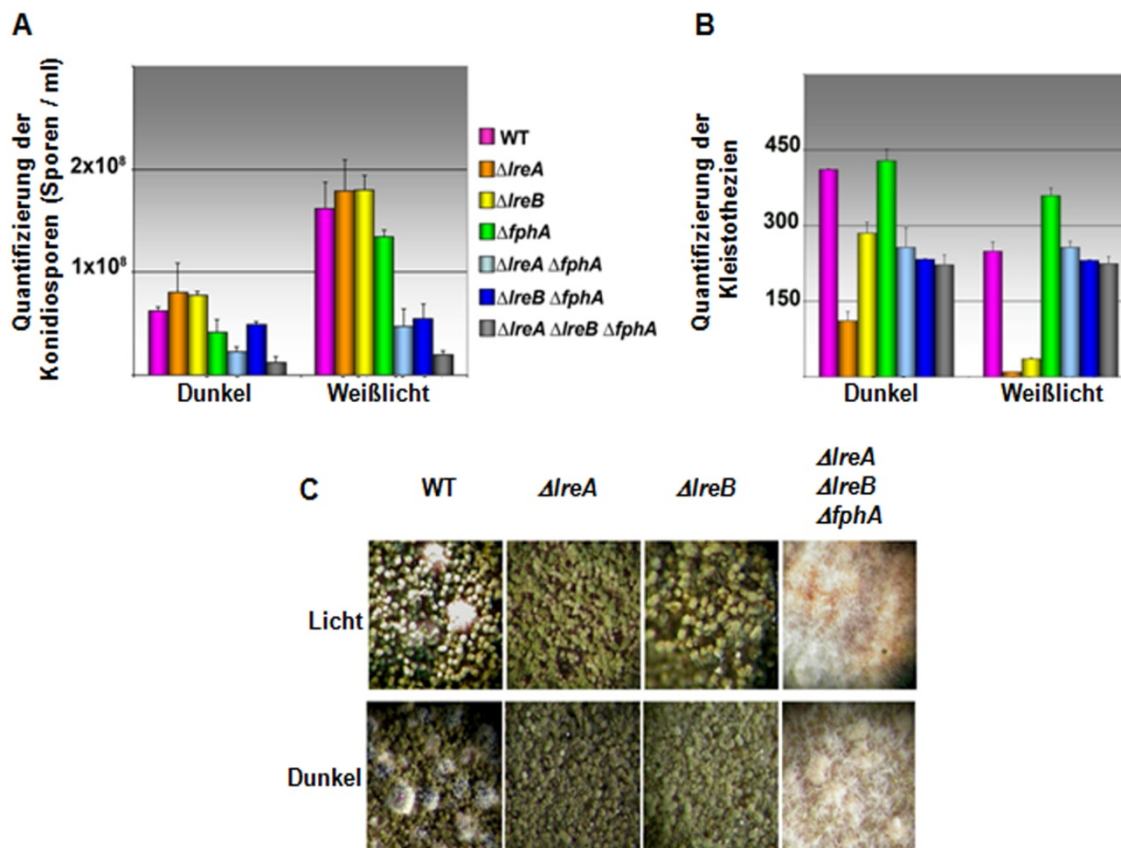 A
Quantifizierung der
Konidiosporen (Sporen / ml)
2x10⁸
1x10⁸
Dunkel
Weißlicht
WT
ΔlreA
ΔlreB
ΔfphA
ΔlreA ΔfphA
ΔlreB ΔfphA
ΔlreA ΔlreB ΔfphA
B
Quantifizierung der
Kleistothezien
450
300
150
Dunkel
Weißlicht
C
WT
ΔlreA
ΔlreB
ΔlreA
ΔlreB
ΔfphA
Licht
Dunkel